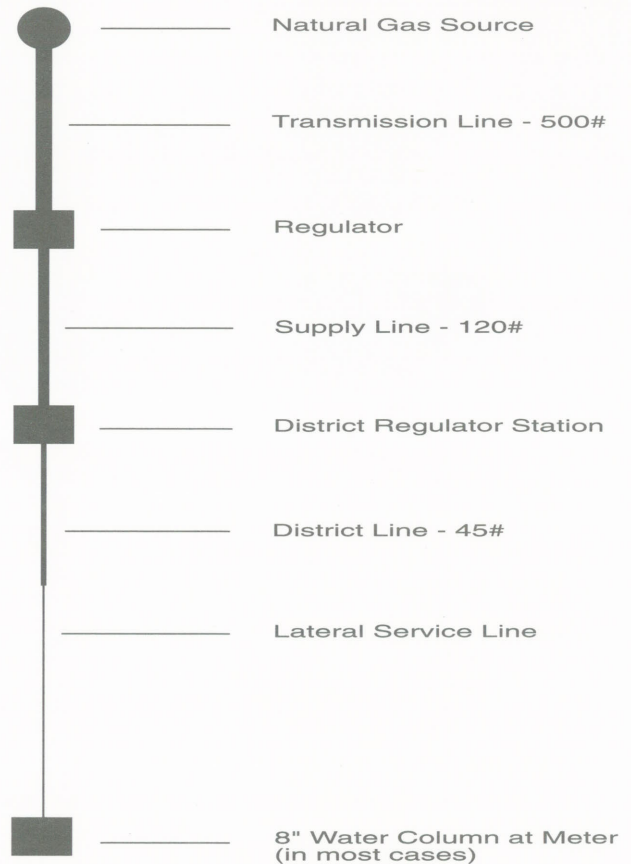 Natural Gas Source
Transmission Line - 500#
Regulator
Supply Line - 120#
District Regulator Station
District Line - 45#
Lateral Service Line
8" Water Column at Meter
(in most cases)